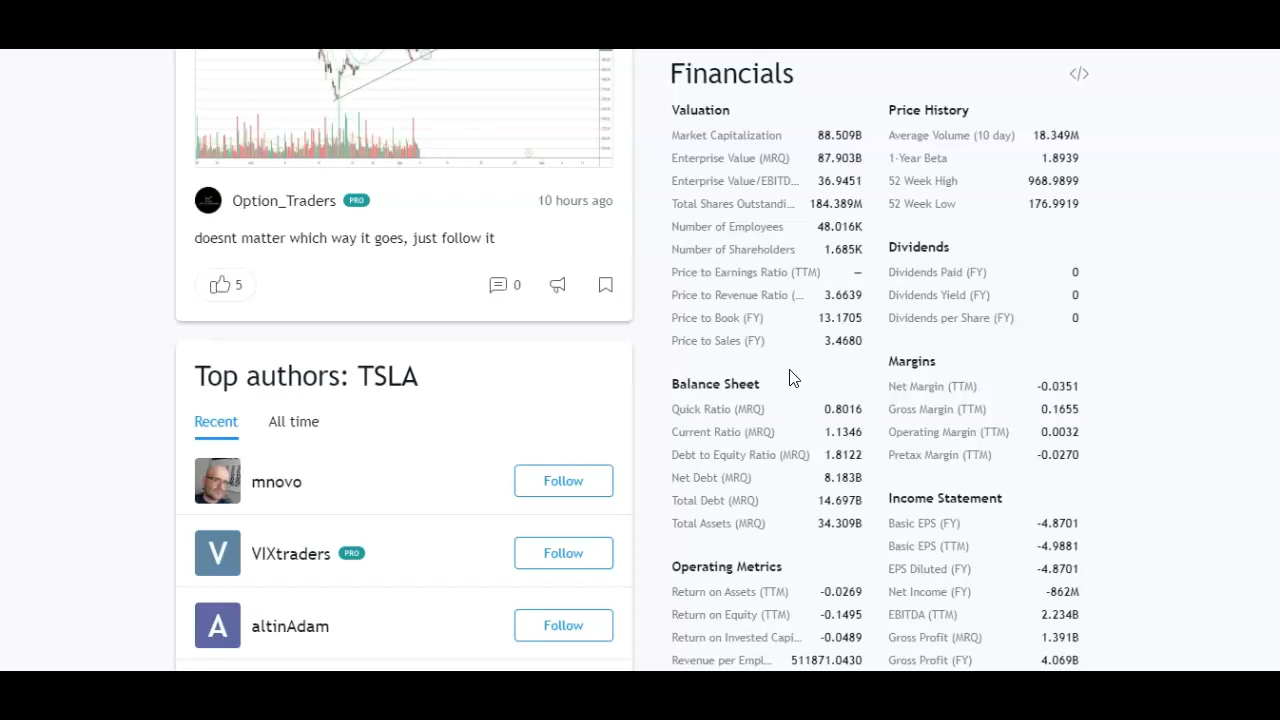 Option_Traders PRO 10 hours ago
doesnt matter which way it goes, just follow it
5 0
Top authors: TSLA
Recent All time
mnovo Follow
V VIXtraders PRO Follow
A altinAdam Follow
Financials </>
Valuation
Market Capitalization 88.509B
Enterprise Value (MRQ) 87.903B
Enterprise Value/EBITD... 36.9451
Total Shares Outstandi... 184.389M
Number of Employees 48.016K
Number of Shareholders 1.685K
Price to Earnings Ratio (TTM) —
Price to Revenue Ratio (... 3.6639
Price to Book (FY) 13.1705
Price to Sales (FY) 3.4680
Balance Sheet
Quick Ratio (MRQ) 0.8016
Current Ratio (MRQ) 1.1346
Debt to Equity Ratio (MRQ) 1.8122
Net Debt (MRQ) 8.183B
Total Debt (MRQ) 14.697B
Total Assets (MRQ) 34.309B
Operating Metrics
Return on Assets (TTM) -0.0269
Return on Equity (TTM) -0.1495
Return on Invested Capi... -0.0489
Revenue per Empl... 511871.0430
Price History
Average Volume (10 day) 18.349M
1-Year Beta 1.8939
52 Week High 968.9899
52 Week Low 176.9919
Dividends
Dividends Paid (FY) 0
Dividends Yield (FY) 0
Dividends per Share (FY) 0
Margins
Net Margin (TTM) -0.0351
Gross Margin (TTM) 0.1655
Operating Margin (TTM) 0.0032
Pretax Margin (TTM) -0.0270
Income Statement
Basic EPS (FY) -4.8701
Basic EPS (TTM) -4.9881
EPS Diluted (FY) -4.8701
Net Income (FY) -862M
EBITDA (TTM) 2.234B
Gross Profit (MRQ) 1.391B
Gross Profit (FY) 4.069B